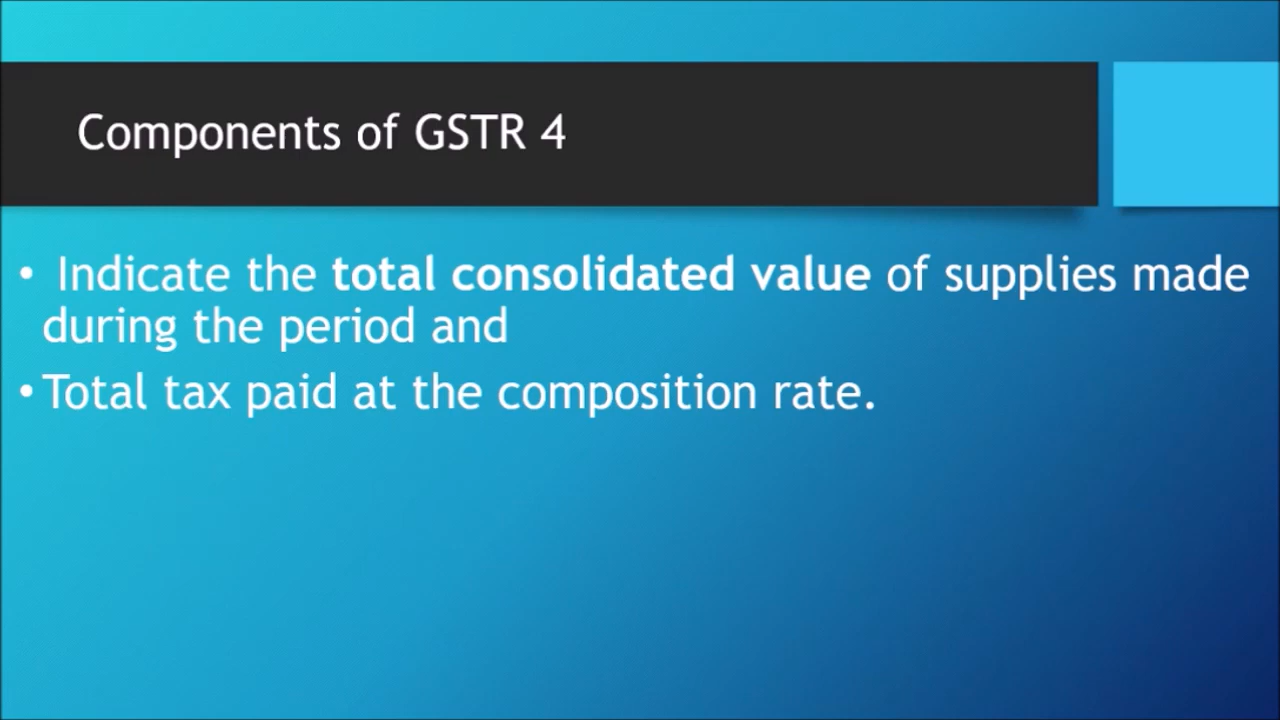 Components of GSTR 4
• Indicate the total consolidated value of supplies made
during the period and
• Total tax paid at the composition rate.